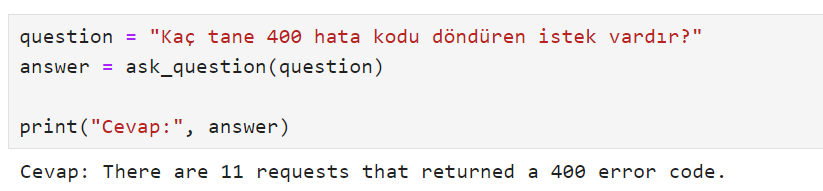 question = "Kaç tane 400 hata kodu döndüren istek vardır?"
answer = ask_question(question)
print("Cevap:", answer)
Cevap: There are 11 requests that returned a 400 error code.